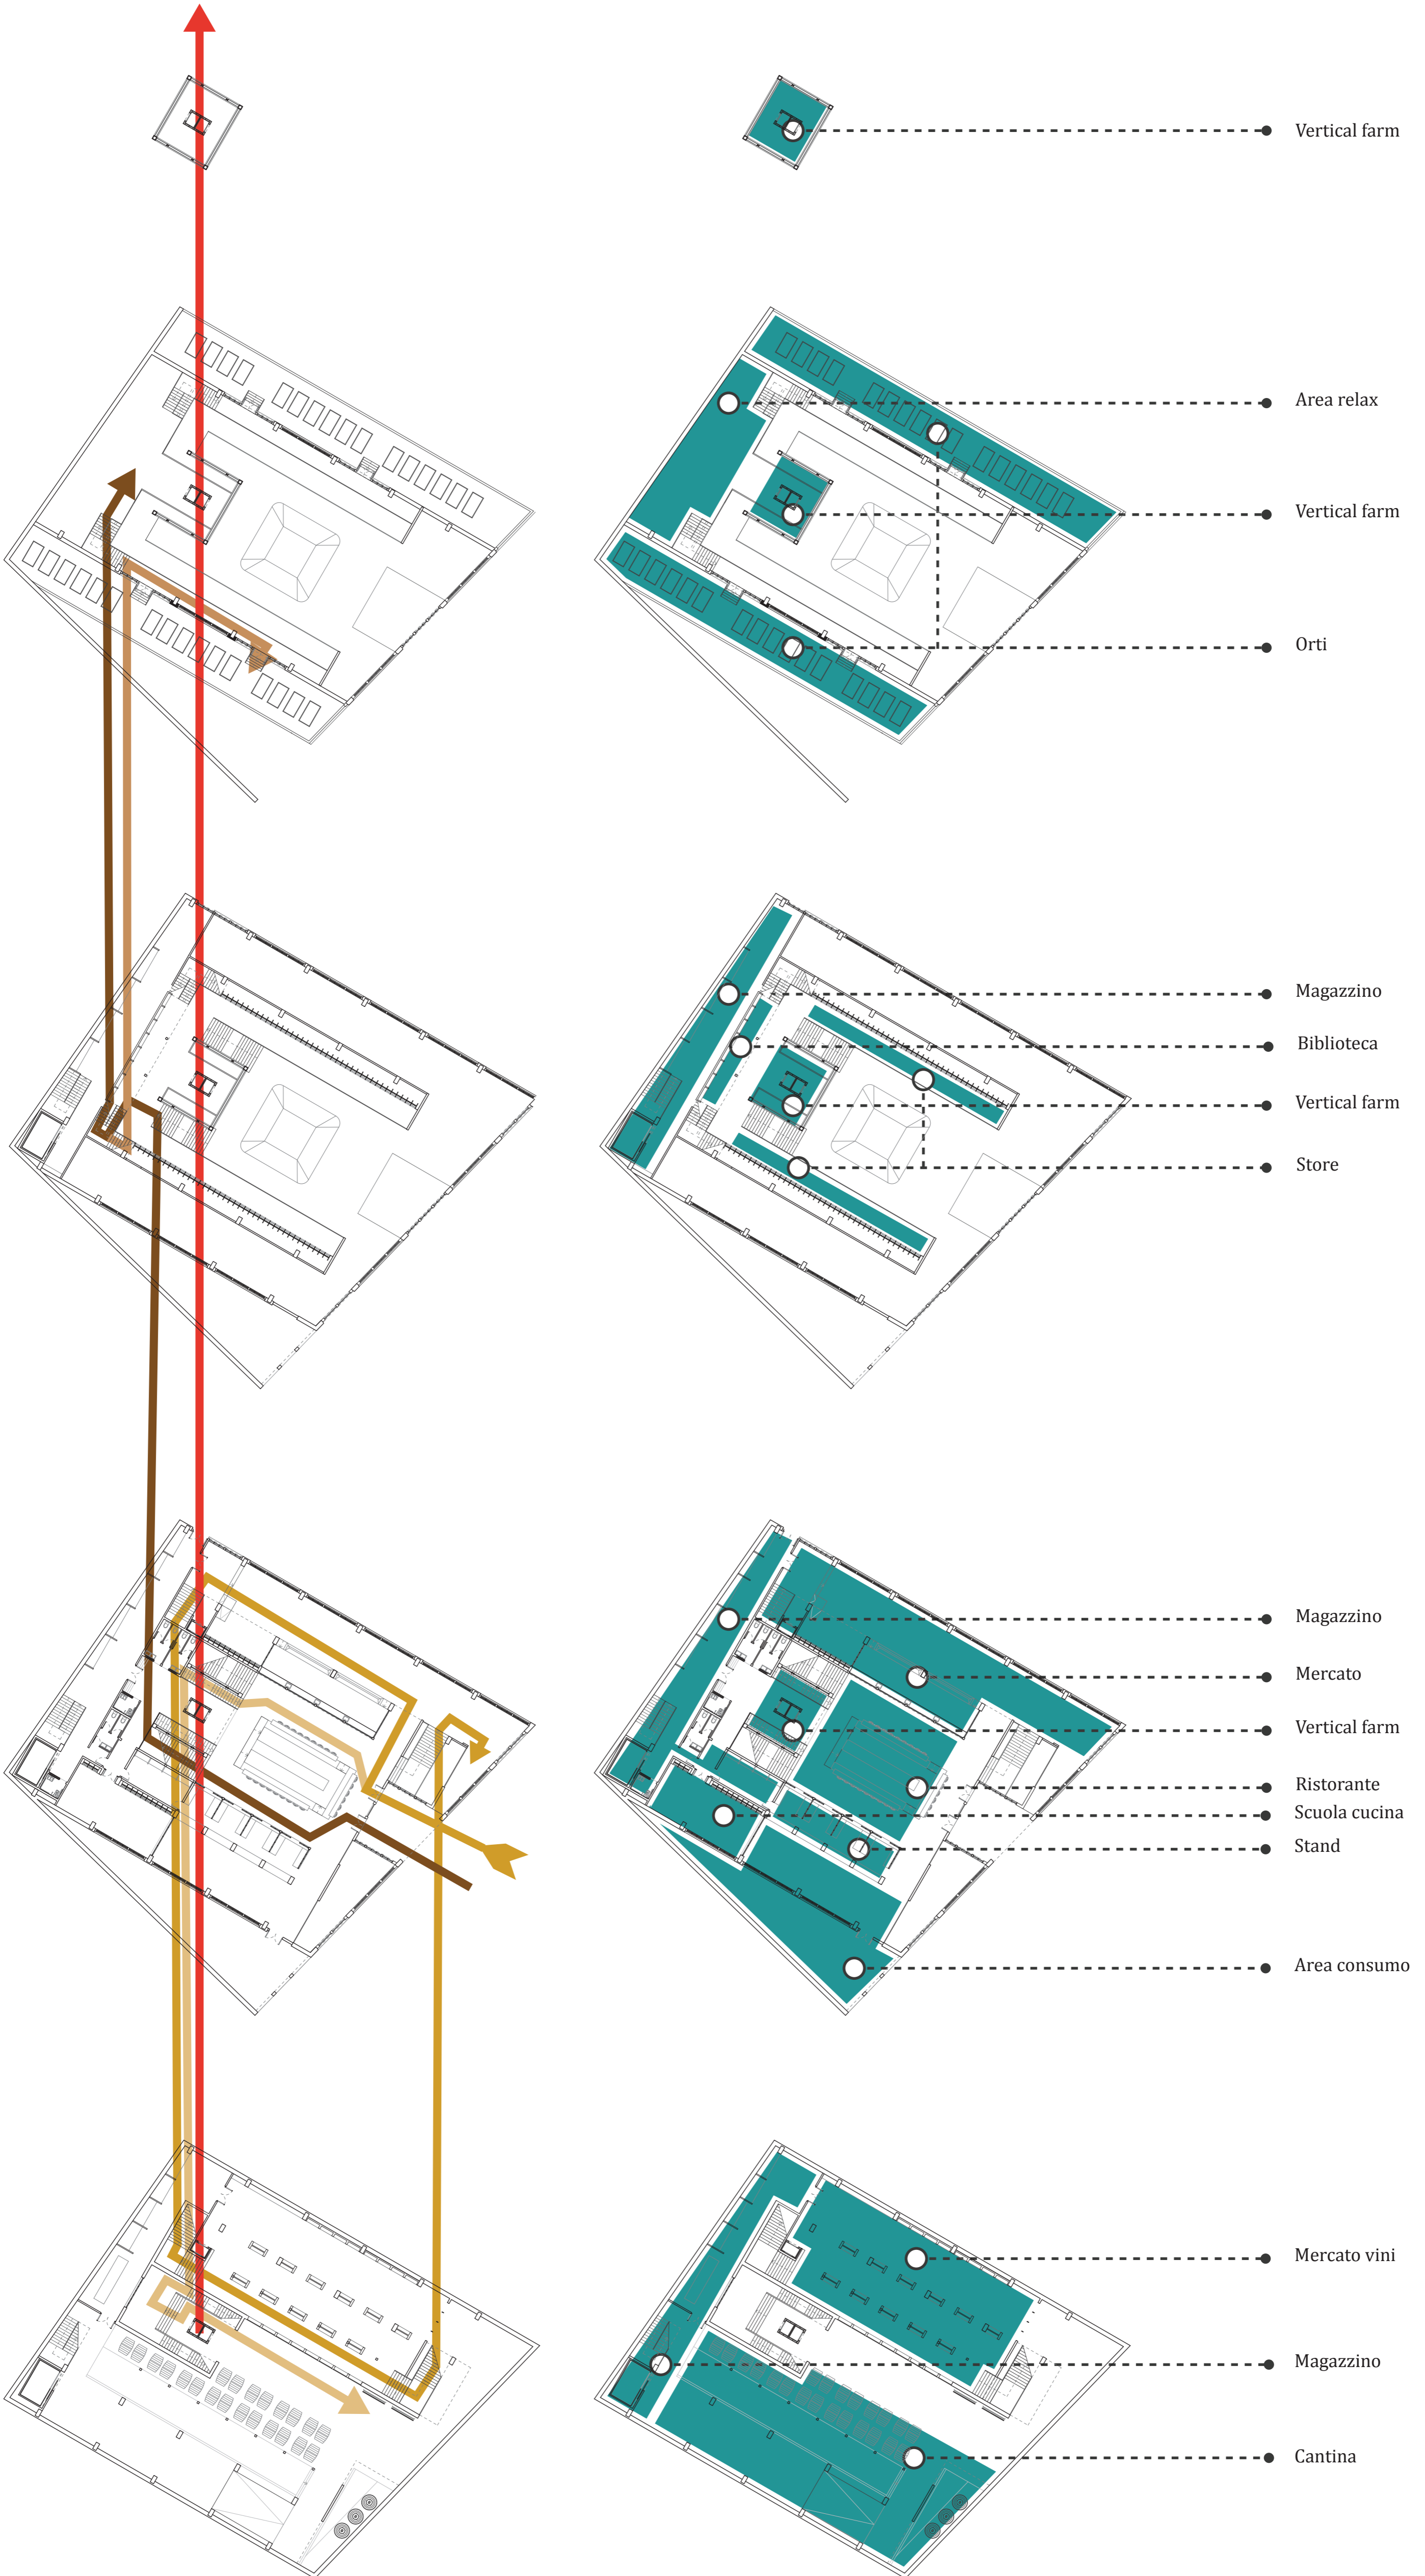 Vertical farm
Area relax
Vertical farm
Orti
Magazzino
Biblioteca
Vertical farm
Store
Magazzino
Mercato
Vertical farm
Ristorante
Scuola cucina
Stand
Area consumo
Mercato vini
Magazzino
Cantina